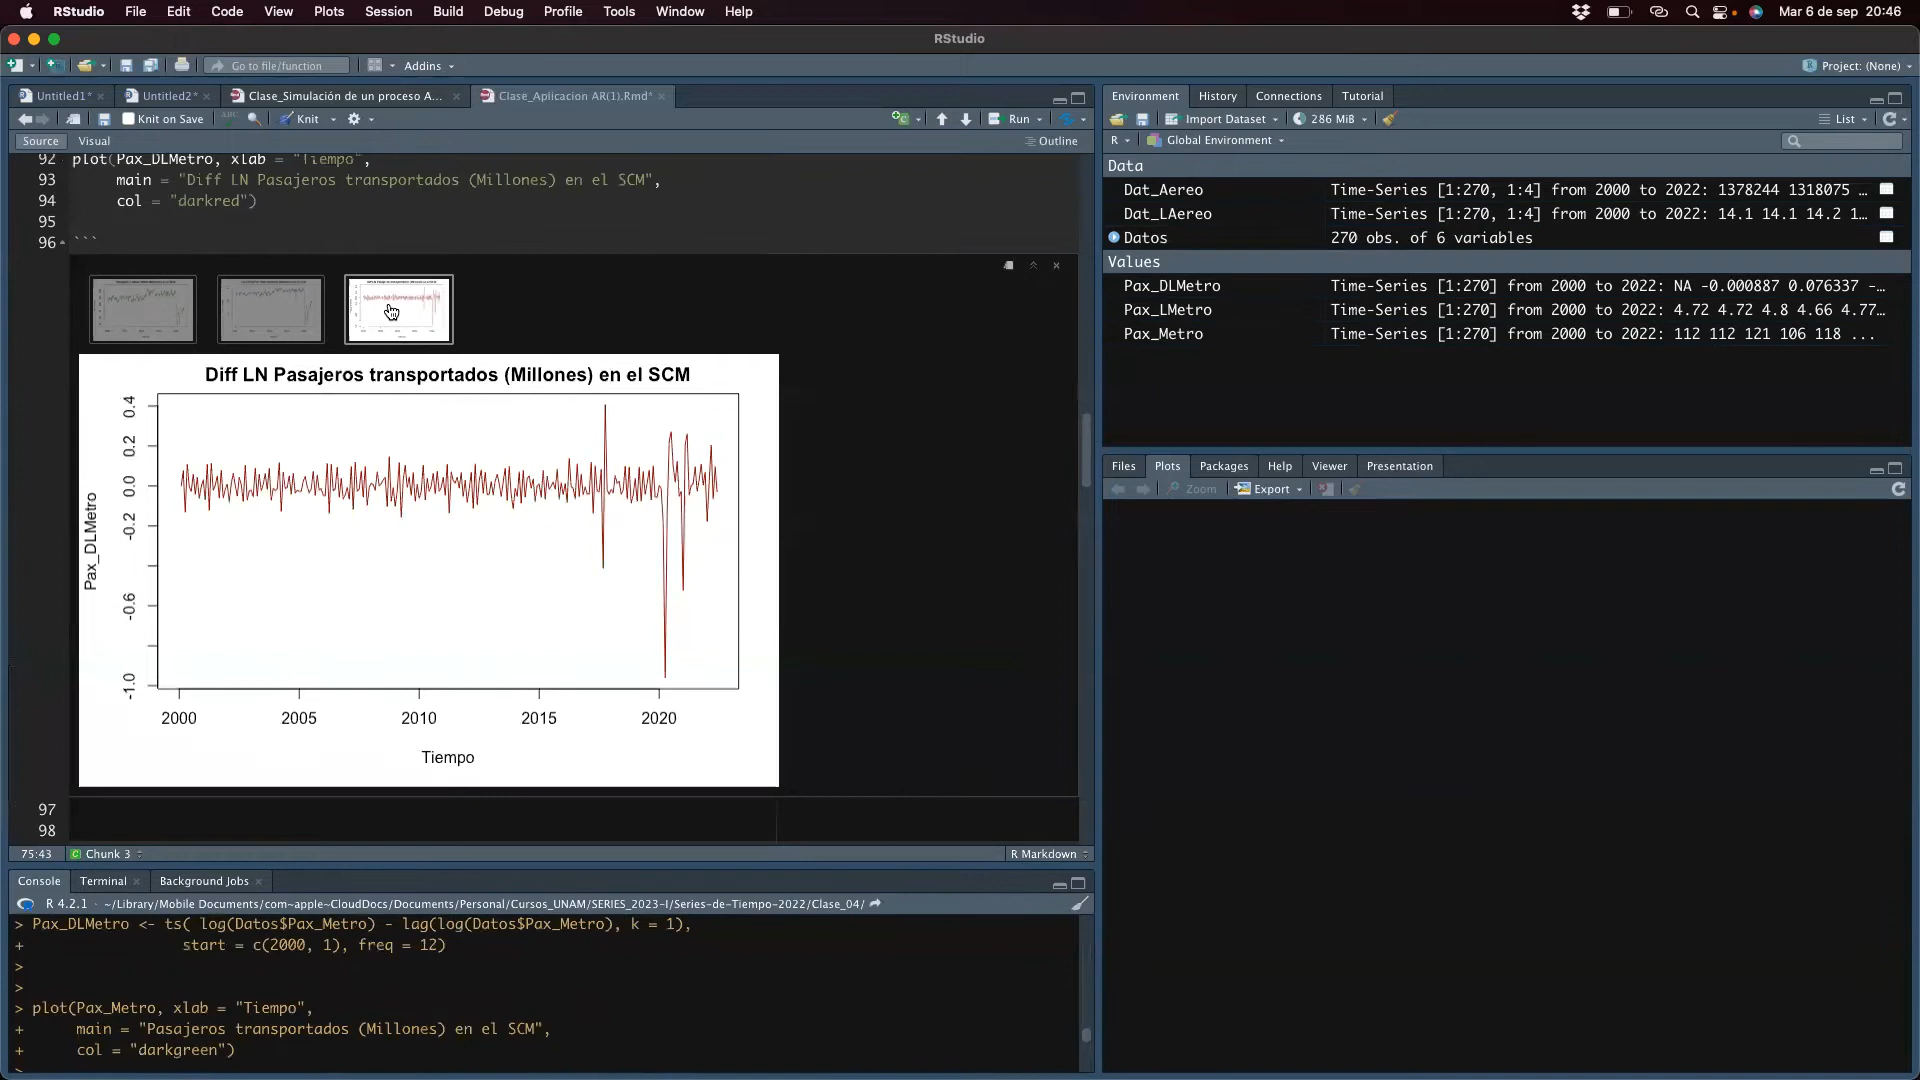 RStudio File Edit Code View Plots Session Build Debug Profile Tools Window Help Mar 6 de sep 20:46
RStudio
Go to file/function Addins Project: (None)
Untitled1* Untitled2* Clase_Simulación de un proceso A... Clase_Aplicacion AR(1).Rmd*
Knit on Save ABC Knit Run
Source Visual Outline
92 plot(Pax_DLMetro, xlab = "Tiempo",
93 main = "Diff LN Pasajeros transportados (Millones) en el SCM",
94 col = "darkred")
95
96 ```
Diff LN Pasajeros transportados (Millones) en el SCM
Pax_DLMetro
0.4
0.2
0.0
-0.2
-0.6
-1.0
2000 2005 2010 2015 2020
Tiempo
97
98
75:43 C Chunk 3 R Markdown
Console Terminal Background Jobs
R 4.2.1 · ~/Library/Mobile Documents/com~apple~CloudDocs/Documents/Personal/Cursos_UNAM/SERIES_2023-I/Series-de-Tiempo-2022/Clase_04/
> Pax_DLMetro <- ts( log(Datos$Pax_Metro) - lag(log(Datos$Pax_Metro), k = 1),
+ start = c(2000, 1), freq = 12)
>
>
> plot(Pax_Metro, xlab = "Tiempo",
+ main = "Pasajeros transportados (Millones) en el SCM",
+ col = "darkgreen")
>
Environment History Connections Tutorial
Import Dataset 286 MiB List
R Global Environment
Data
Dat_Aereo Time-Series [1:270, 1:4] from 2000 to 2022: 1378244 1318075 …
Dat_LAereo Time-Series [1:270, 1:4] from 2000 to 2022: 14.1 14.1 14.2 1…
Datos 270 obs. of 6 variables
Values
Pax_DLMetro Time-Series [1:270] from 2000 to 2022: NA -0.000887 0.076337 -…
Pax_LMetro Time-Series [1:270] from 2000 to 2022: 4.72 4.72 4.8 4.66 4.77…
Pax_Metro Time-Series [1:270] from 2000 to 2022: 112 112 121 106 118 ...
Files Plots Packages Help Viewer Presentation
Zoom Export